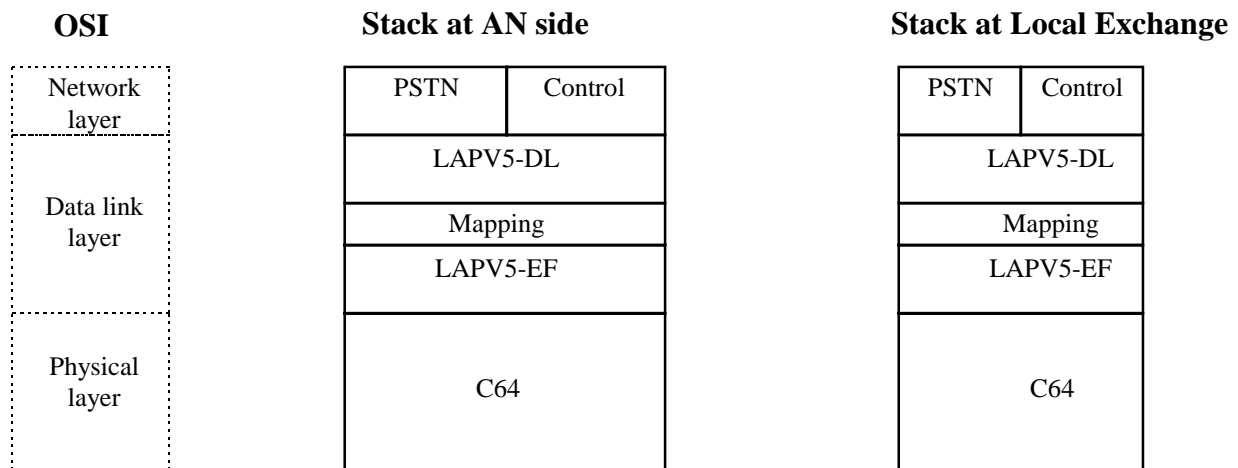 OSI
Stack at AN side
Stack at Local Exchange
Network
layer
PSTN
Control
PSTN
Control
Data link
layer
LAPV5-DL
LAPV5-DL
Mapping
Mapping
LAPV5-EF
LAPV5-EF
Physical
layer
C64
C64